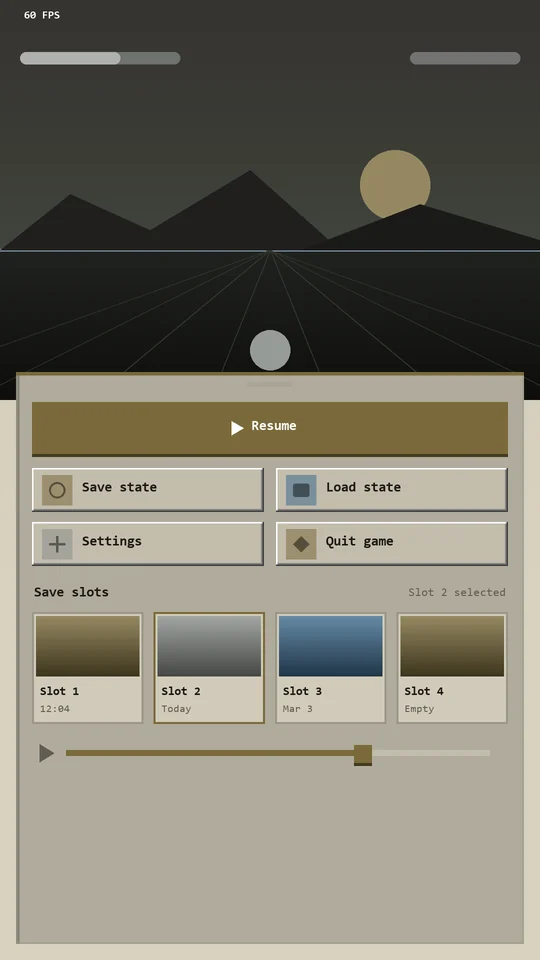 60 FPS
Resume
Save state
Load state
Settings
Quit game
Save slots
Slot 2 selected
Slot 1
12:04
Slot 2
Today
Slot 3
Mar 3
Slot 4
Empty